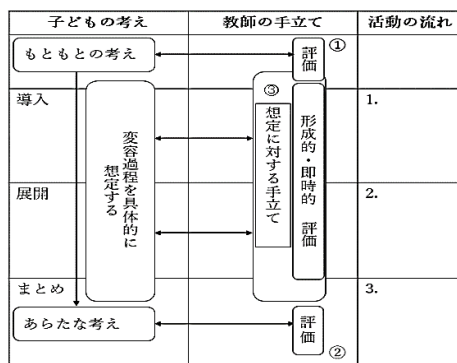 子どもの考え
教師の手立て
活動の流れ
もともとの考え
評価
①
導入
③
1.
変容過程を具体的に
想定する
想定に対する手立て
形成的・即時的 評価
展開
2.
まとめ
3.
あらたな考え
評価
②